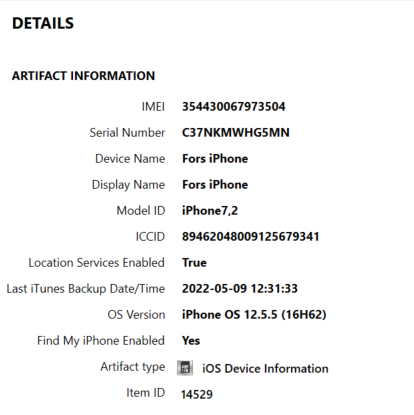 DETAILS
ARTIFACT INFORMATION
IMEI 354430067973504
Serial Number C37NKMWHG5MN
Device Name Fors iPhone
Display Name Fors iPhone
Model ID iPhone7,2
ICCID 89462048009125679341
Location Services Enabled True
Last iTunes Backup Date/Time 2022-05-09 12:31:33
OS Version iPhone OS 12.5.5 (16H62)
Find My iPhone Enabled Yes
Artifact type iOS Device Information
Item ID 14529